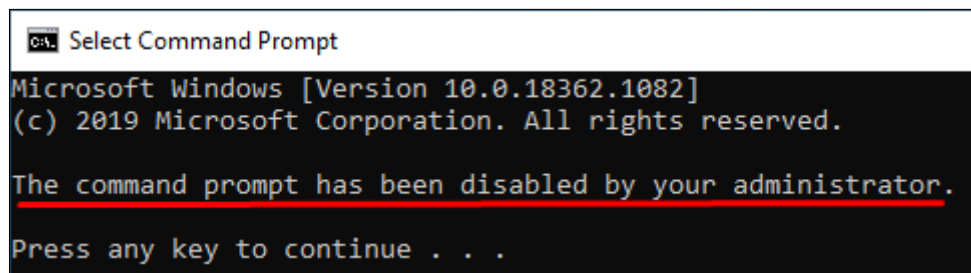 Select Command Prompt
Microsoft Windows [Version 10.0.18362.1082]
(c) 2019 Microsoft Corporation. All rights reserved.
The command prompt has been disabled by your administrator.
Press any key to continue . . .